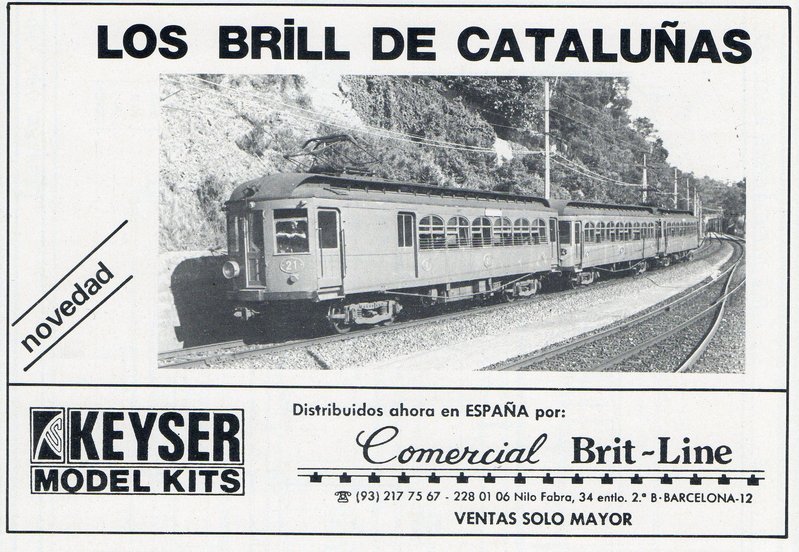 LOS BRiLL DE CATALUÑAS
21
novedad
KEYSER
MODEL KITS
Distribuidos ahora en ESPAÑA por:
Comercial Brit-Line
☎ (93) 217 75 67 - 228 01 06 Nilo Fabra, 34 entlo. 2.ª B - BARCELONA-12
VENTAS SOLO MAYOR